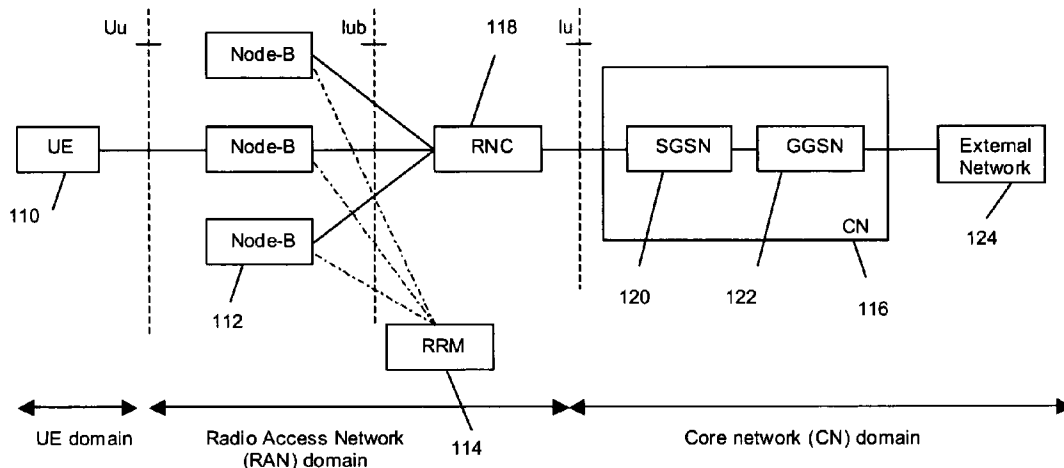 Uu
Iub
118
Iu
Node-B
UE
Node-B
RNC
SGSN
GGSN
External
Network
110
Node-B
CN
124
112
120
122
116
RRM
114
UE domain
Radio Access Network
(RAN) domain
Core network (CN) domain